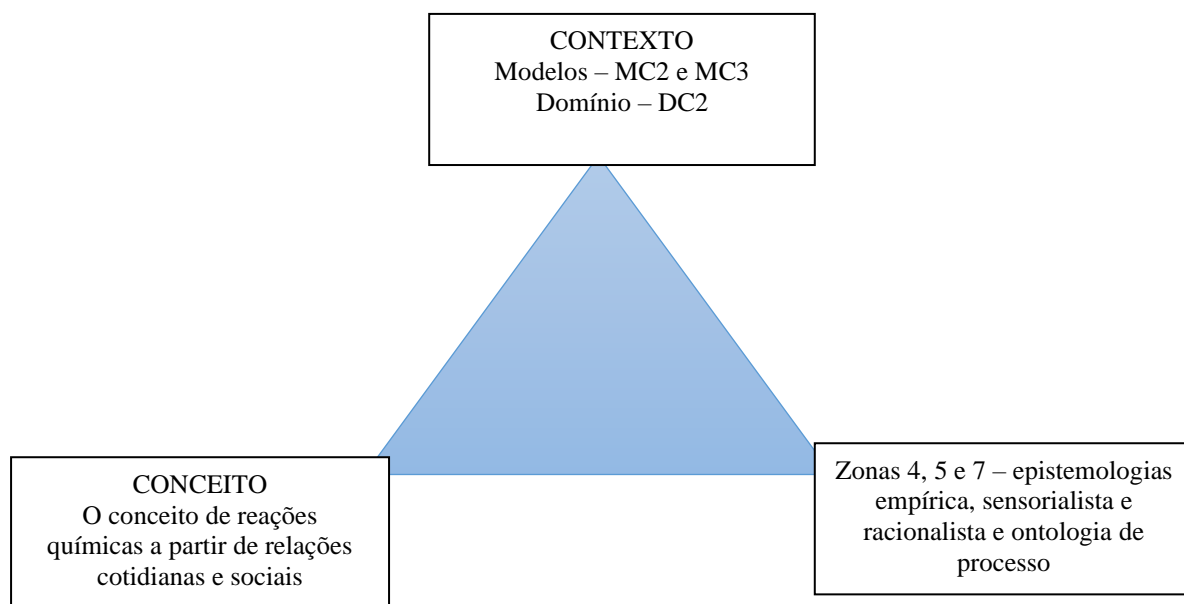 CONTEXTO
Modelos – MC2 e MC3
Domínio – DC2
CONCEITO
O conceito de reações
químicas a partir de relações
cotidianas e sociais
Zonas 4, 5 e 7 – epistemologias
empírica, sensorialista e
racionalista e ontologia de
processo